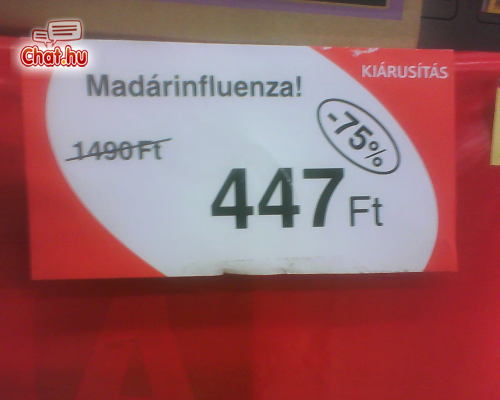 Chat.hu
KIÁRUSÍTÁS
Madárinfluenza!
-75%
1490 Ft
447 Ft